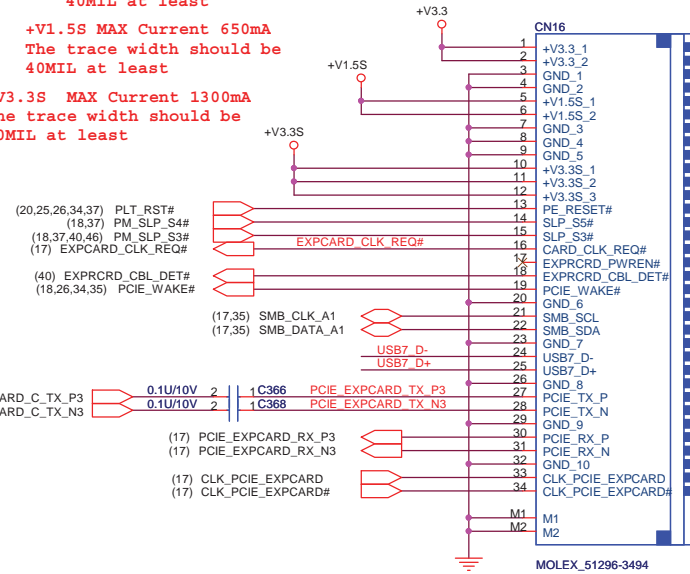 40MIL at least
+V1.5S MAX Current 650mA
The trace width should be
40MIL at least
V3.3S MAX Current 1300mA
he trace width should be
0MIL at least
+V3.3
+V1.5S
+V3.3S
CN16
1 +V3.3_1
2 +V3.3_2
3 GND_1
4 GND_2
5 +V1.5S_1
6 +V1.5S_2
7 GND_3
8 GND_4
9 GND_5
10 +V3.3S_1
11 +V3.3S_2
12 +V3.3S_3
(20,25,26,34,37) PLT_RST# 13 PE_RESET#
(18,37) PM_SLP_S4# 14 SLP_S5#
(18,37,40,46) PM_SLP_S3# 15 SLP_S3#
(17) EXPCARD_CLK_REQ# EXPCARD_CLK_REQ# 16 CARD_CLK_REQ#
17 EXPRCRD_PWREN#
(40) EXPRCRD_CBL_DET# 18 EXPRCRD_CBL_DET#
(18,26,34,35) PCIE_WAKE# 19 PCIE_WAKE#
20 GND_6
(17,35) SMB_CLK_A1 21 SMB_SCL
(17,35) SMB_DATA_A1 22 SMB_SDA
23 GND_7
USB7_D- 24 USB7_D-
USB7_D+ 25 USB7_D+
26 GND_8
ARD_C_TX_P3 0.1U/10V 2 1 C366 PCIE_EXPCARD_TX_P3 27 PCIE_TX_P
ARD_C_TX_N3 0.1U/10V 2 1 C368 PCIE_EXPCARD_TX_N3 28 PCIE_TX_N
29 GND_9
(17) PCIE_EXPCARD_RX_P3 30 PCIE_RX_P
(17) PCIE_EXPCARD_RX_N3 31 PCIE_RX_N
32 GND_10
(17) CLK_PCIE_EXPCARD 33 CLK_PCIE_EXPCARD
(17) CLK_PCIE_EXPCARD# 34 CLK_PCIE_EXPCARD#
M1 M1
M2 M2
MOLEX_51296-3494